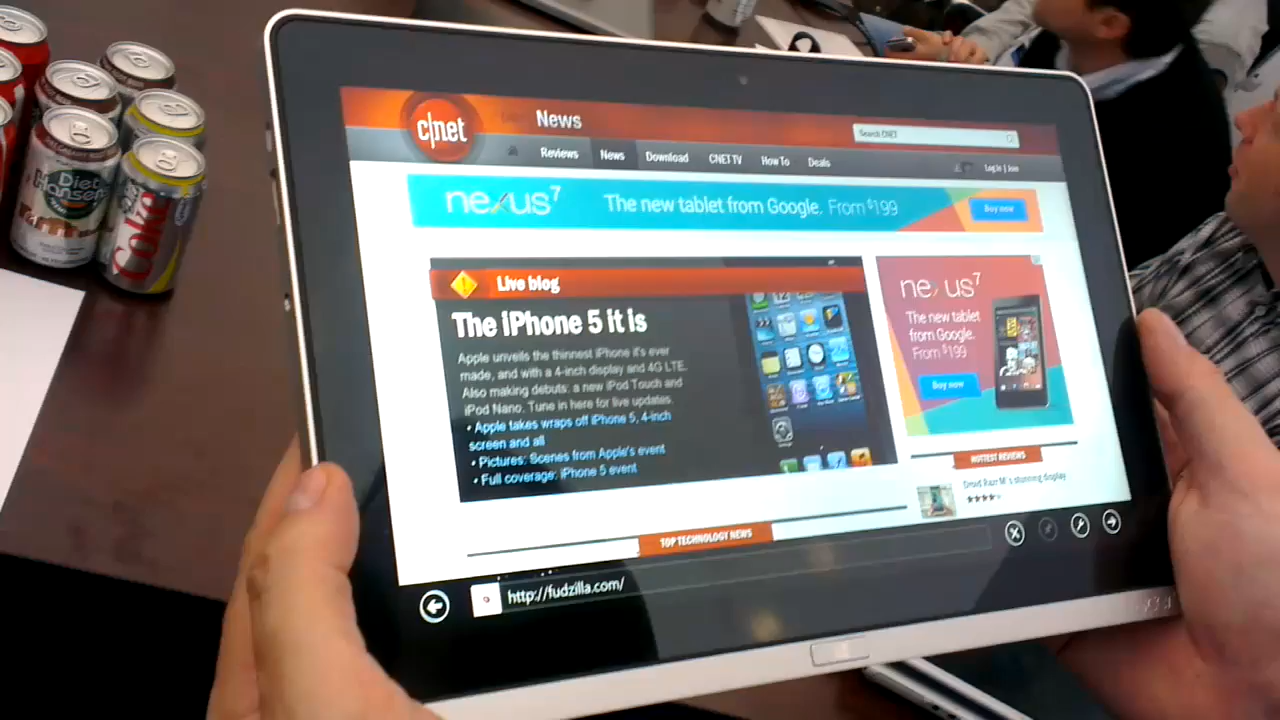 c|net
News
Search CNET
Reviews News Download CNET TV How To Deals
Log In | Join
nexus7 The new tablet from Google. From $199 Buy now
Live blog
The iPhone 5 it is
Apple unveils the thinnest iPhone it's ever
made, and with a 4-inch display and 4G LTE.
Also making debuts: a new iPod Touch and
iPod Nano. Tune in here for live updates.
• Apple takes wraps off iPhone 5, 4-inch
screen and all
• Pictures: Scenes from Apple's event
• Full coverage: iPhone 5 event
nexus7
The new tablet
from Google.
From $199
Buy now
HOTTEST REVIEWS
Droid Razr M's stunning display
TOP TECHNOLOGY NEWS
http://fudzilla.com/
acer
Diet
Hansen's
Coke